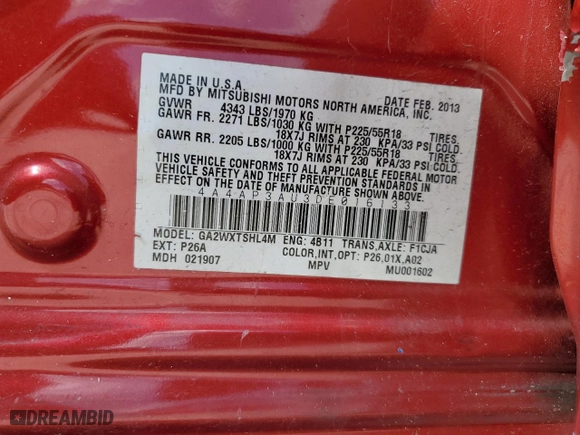 MADE IN U.S.A. DATE FEB. 2013
MFD BY MITSUBISHI MOTORS NORTH AMERICA, INC.
GVWR 4343 LBS/1970 KG
GAWR FR. 2271 LBS/1030 KG WITH P225/55R18 TIRES,
18X7J RIMS AT 230 KPA/33 PSI COLD.
GAWR RR. 2205 LBS/1000 KG WITH P225/55R18 TIRES,
18X7J RIMS AT 230 KPA/33 PSI COLD.
THIS VEHICLE CONFORMS TO ALL APPLICABLE FEDERAL MOTOR
VEHICLE SAFETY AND THEFT PREVENTION STANDARDS IN
EFFECT ON THE DATE OF MANUFACTURE SHOWN ABOVE.
4A4AP3AU3DE016133
MODEL: GA2WXTSHL4M ENG: 4B11 TRANS,AXLE: F1CJA
EXT: P26A COLOR,INT,OPT: P26,01X,A02
MDH 021907 MPV MU001602
DREAMBID